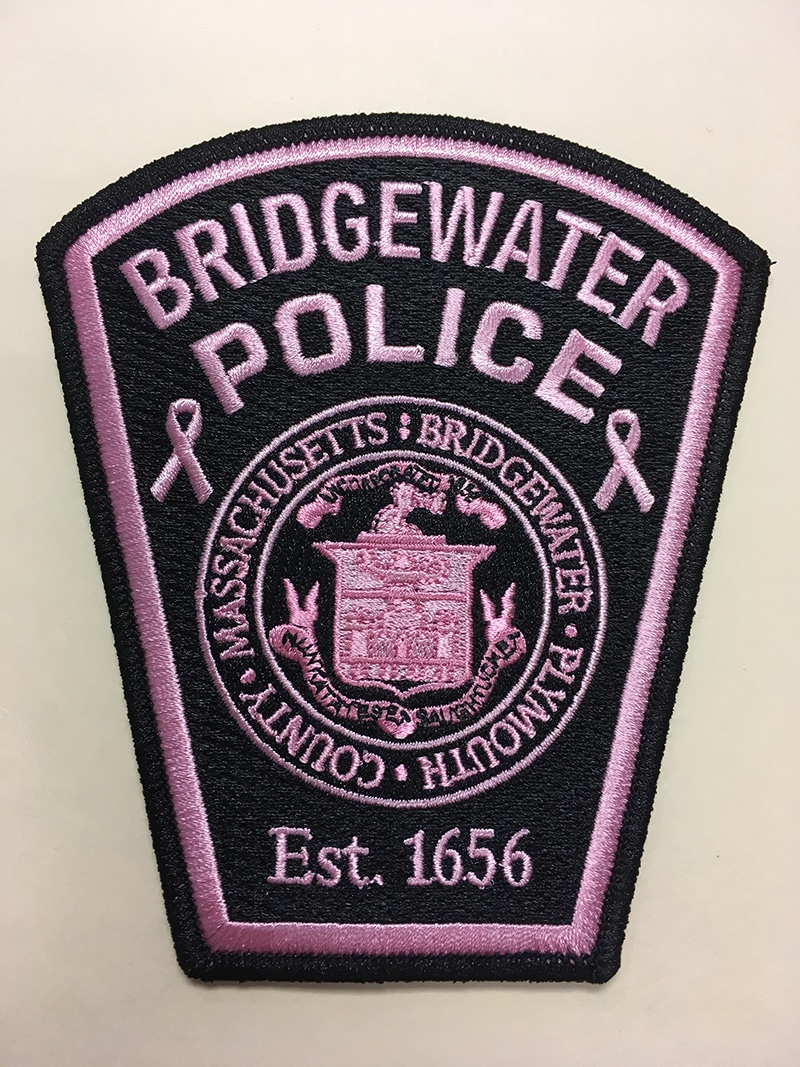 BRIDGEWATER
POLICE
MASSACHUSETTS : BRIDGEWATER • PLYMOUTH • COUNTY •
Est. 1656